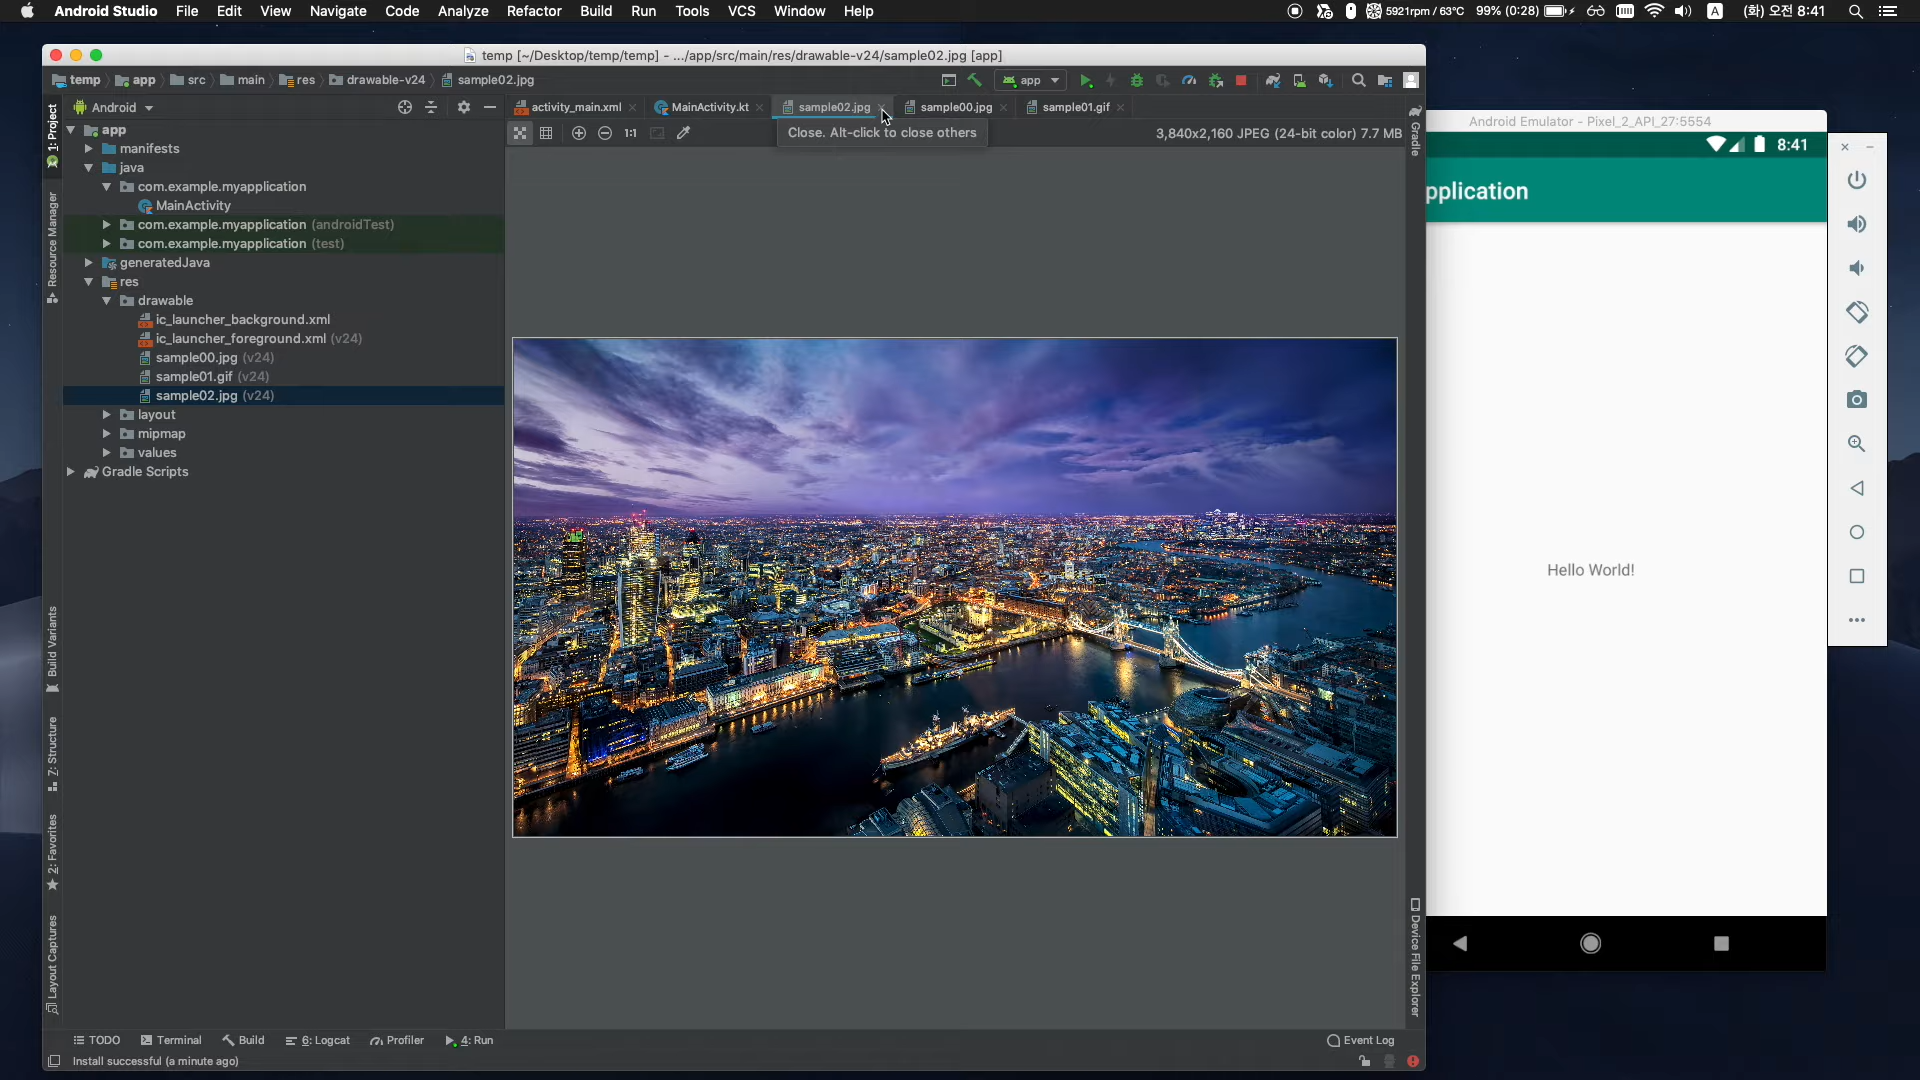 Android Studio File Edit View Navigate Code Analyze Refactor Build Run Tools VCS Window Help 5921rpm / 63°C 99% (0:28) A (화) 오전 8:41
temp [~/Desktop/temp/temp] - .../app/src/main/res/drawable-v24/sample02.jpg [app]
temp app src main res drawable-v24 sample02.jpg app
Android activity_main.xml MainActivity.kt sample02.jpg sample00.jpg sample01.gif
1:1 Close. Alt-click to close others 3,840x2,160 JPEG (24-bit color) 7.7 MB
app
manifests
java
com.example.myapplication
MainActivity
com.example.myapplication (androidTest)
com.example.myapplication (test)
generatedJava
res
drawable
ic_launcher_background.xml
ic_launcher_foreground.xml (v24)
sample00.jpg (v24)
sample01.gif (v24)
sample02.jpg (v24)
layout
mipmap
values
Gradle Scripts
1: Project
Resource Manager
Build Variants
Z: Structure
2: Favorites
Layout Captures
Gradle
Device File Explorer
Android Emulator - Pixel_2_API_27:5554
8:41
pplication
Hello World!
TODO Terminal Build 6: Logcat Profiler 4: Run Event Log
Install successful (a minute ago)